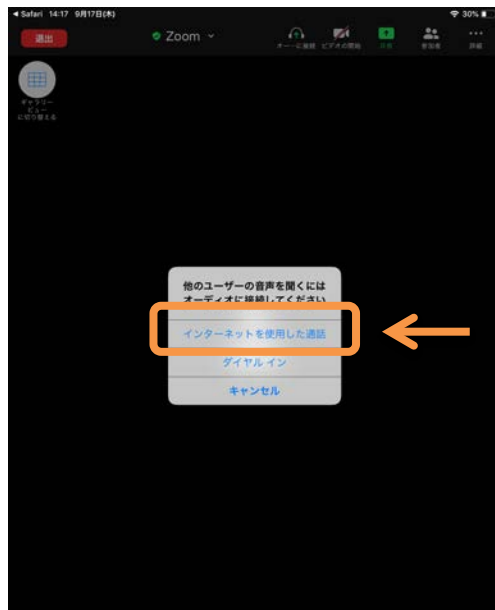 Safari 14:17 9月17日(木) 30%
退出
Zoom
オーディオに接続 ビデオの開始 共有 参加者 詳細
ギャラリー
ビュー
に切り替える
他のユーザーの音声を聞くには
オーディオに接続してください
インターネットを使用した通話
ダイヤル イン
キャンセル